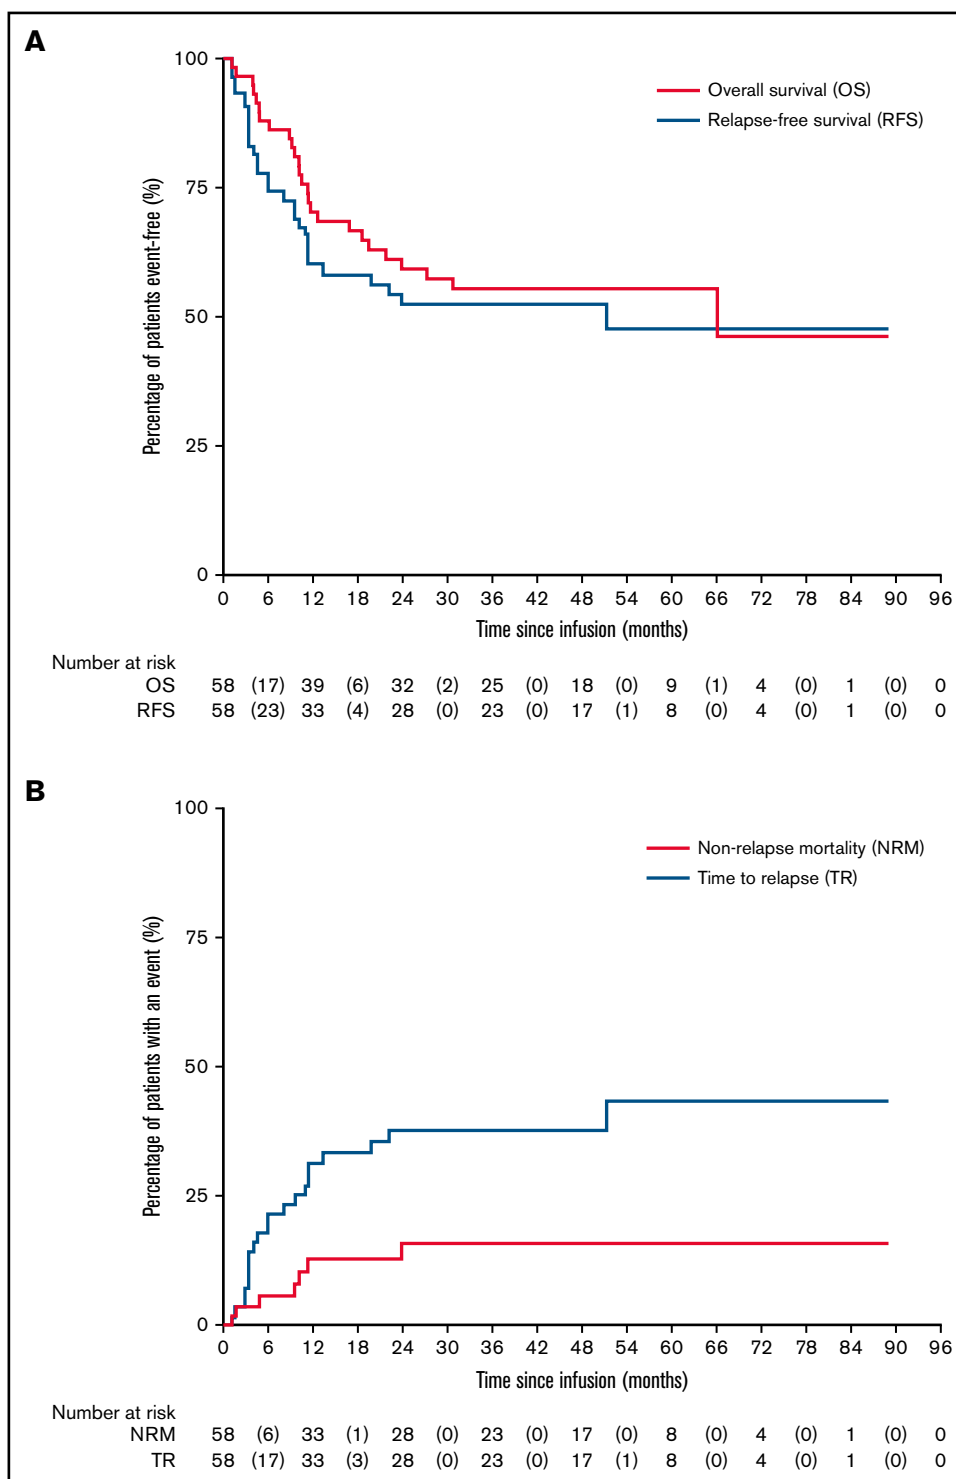 A
100
75
50
25
0
Percentage of patients event-free (%)
Overall survival (OS)
Relapse-free survival (RFS)
0 6 12 18 24 30 36 42 48 54 60 66 72 78 84 90 96
Time since infusion (months)
Number at risk
OS 58 (17) 39 (6) 32 (2) 25 (0) 18 (0) 9 (1) 4 (0) 1 (0) 0
RFS 58 (23) 33 (4) 28 (0) 23 (0) 17 (1) 8 (0) 4 (0) 1 (0) 0
B
100
75
50
25
0
Percentage of patients with an event (%)
Non-relapse mortality (NRM)
Time to relapse (TR)
0 6 12 18 24 30 36 42 48 54 60 66 72 78 84 90 96
Time since infusion (months)
Number at risk
NRM 58 (6) 33 (1) 28 (0) 23 (0) 17 (0) 8 (0) 4 (0) 1 (0) 0
TR 58 (17) 33 (3) 28 (0) 23 (0) 17 (1) 8 (0) 4 (0) 1 (0) 0